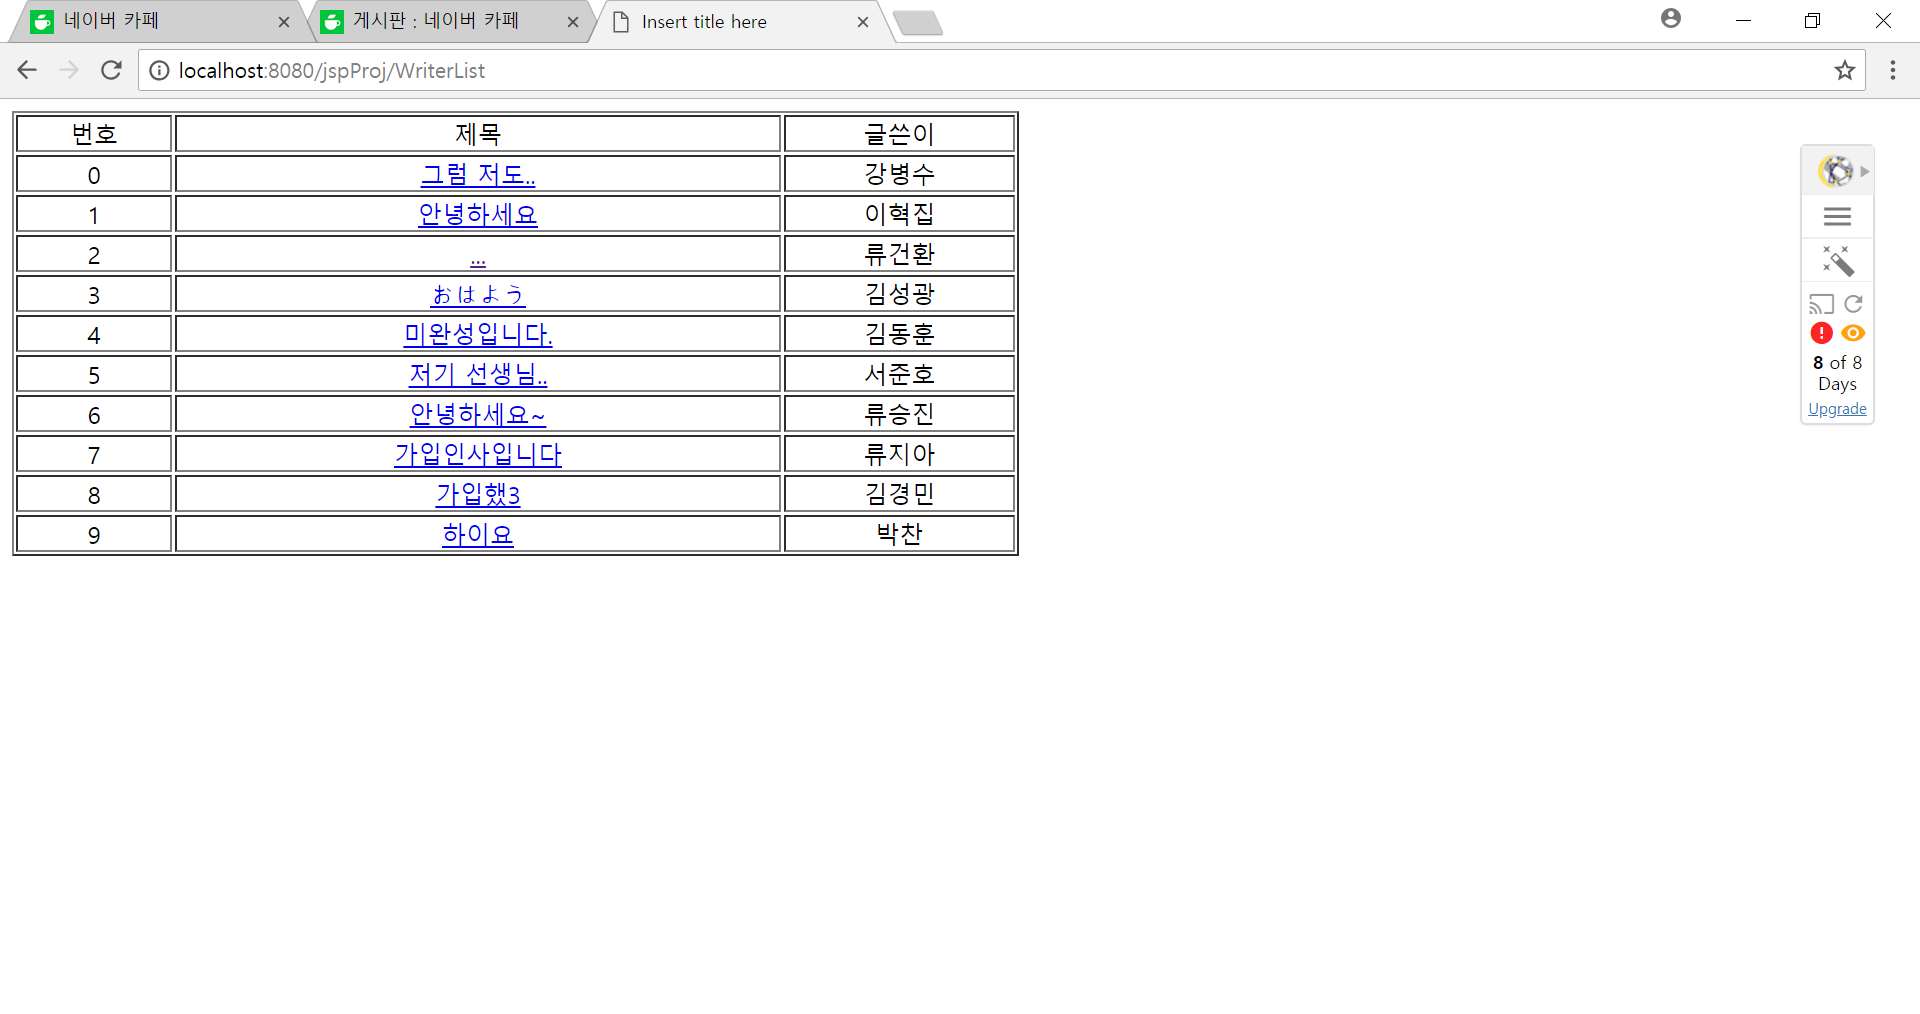 네이버 카페 게시판 : 네이버 카페 Insert title here
localhost:8080/jspProj/WriterList
번호 제목 글쓴이
0 그럼 저도.. 강병수
1 안녕하세요 이혁집
2 ... 류건환
3 おはよう 김성광
4 미완성입니다. 김동훈
5 저기 선생님.. 서준호
6 안녕하세요~ 류승진
7 가입인사입니다 류지아
8 가입했3 김경민
9 하이요 박찬
8 of 8
Days
Upgrade